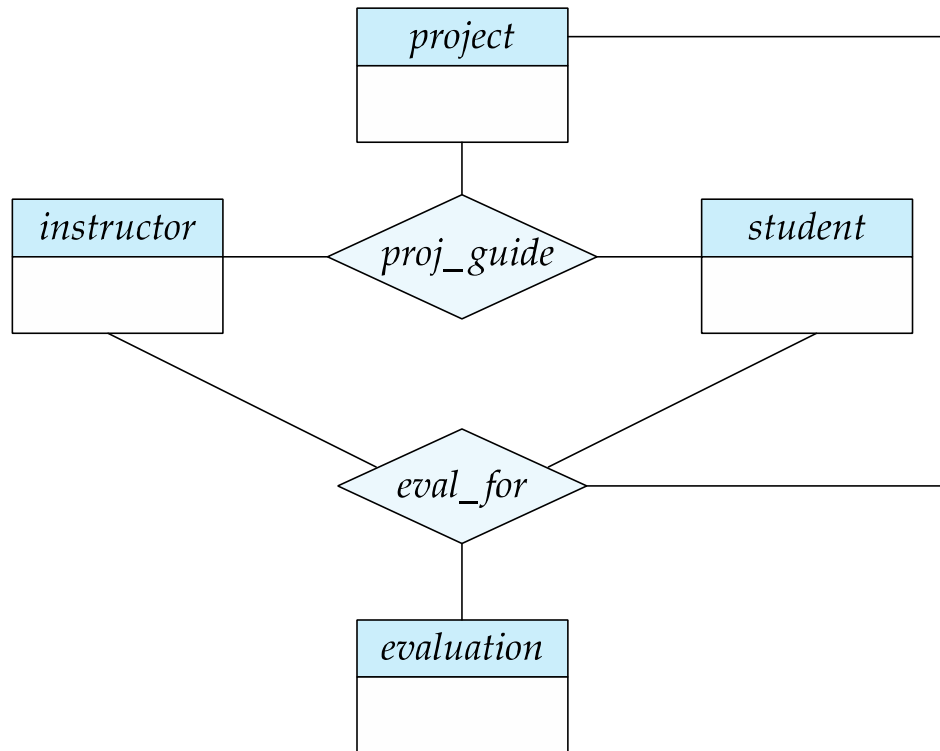 project
instructor
proj_guide
student
eval_for
evaluation